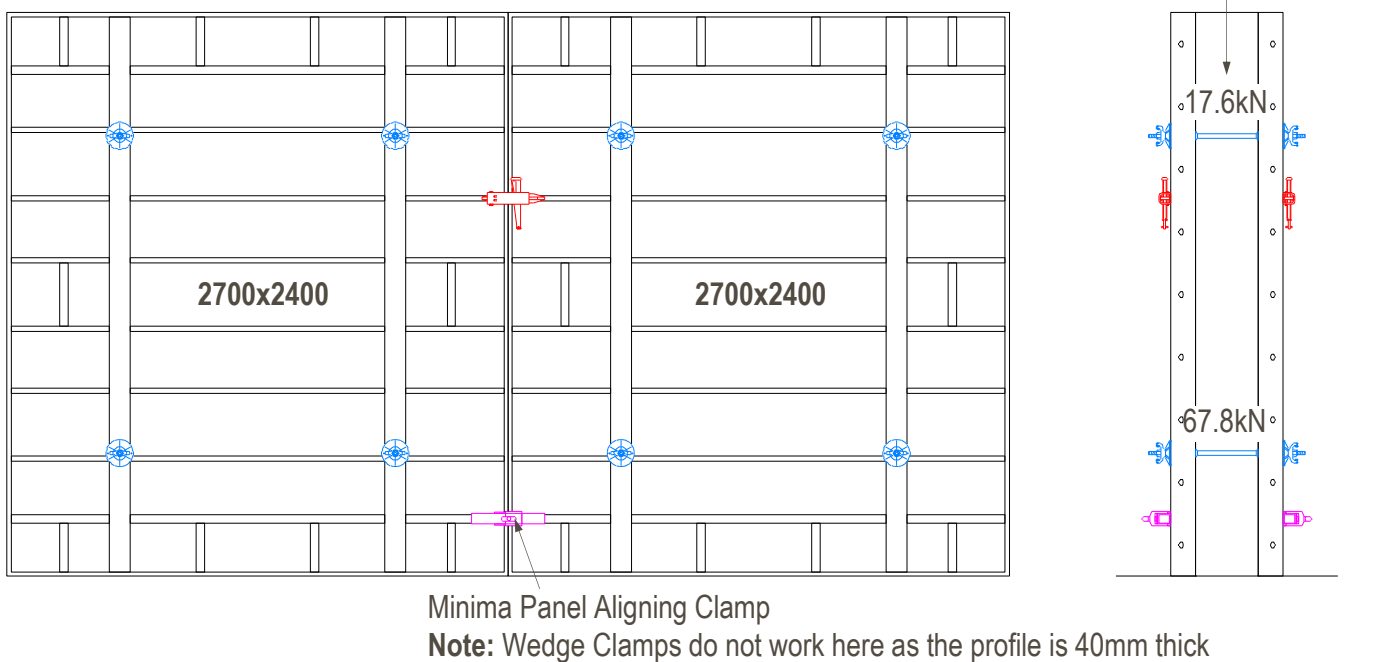 17.6kN
2700x2400 2700x2400
67.8kN
Minima Panel Aligning Clamp
Note: Wedge Clamps do not work here as the profile is 40mm thick